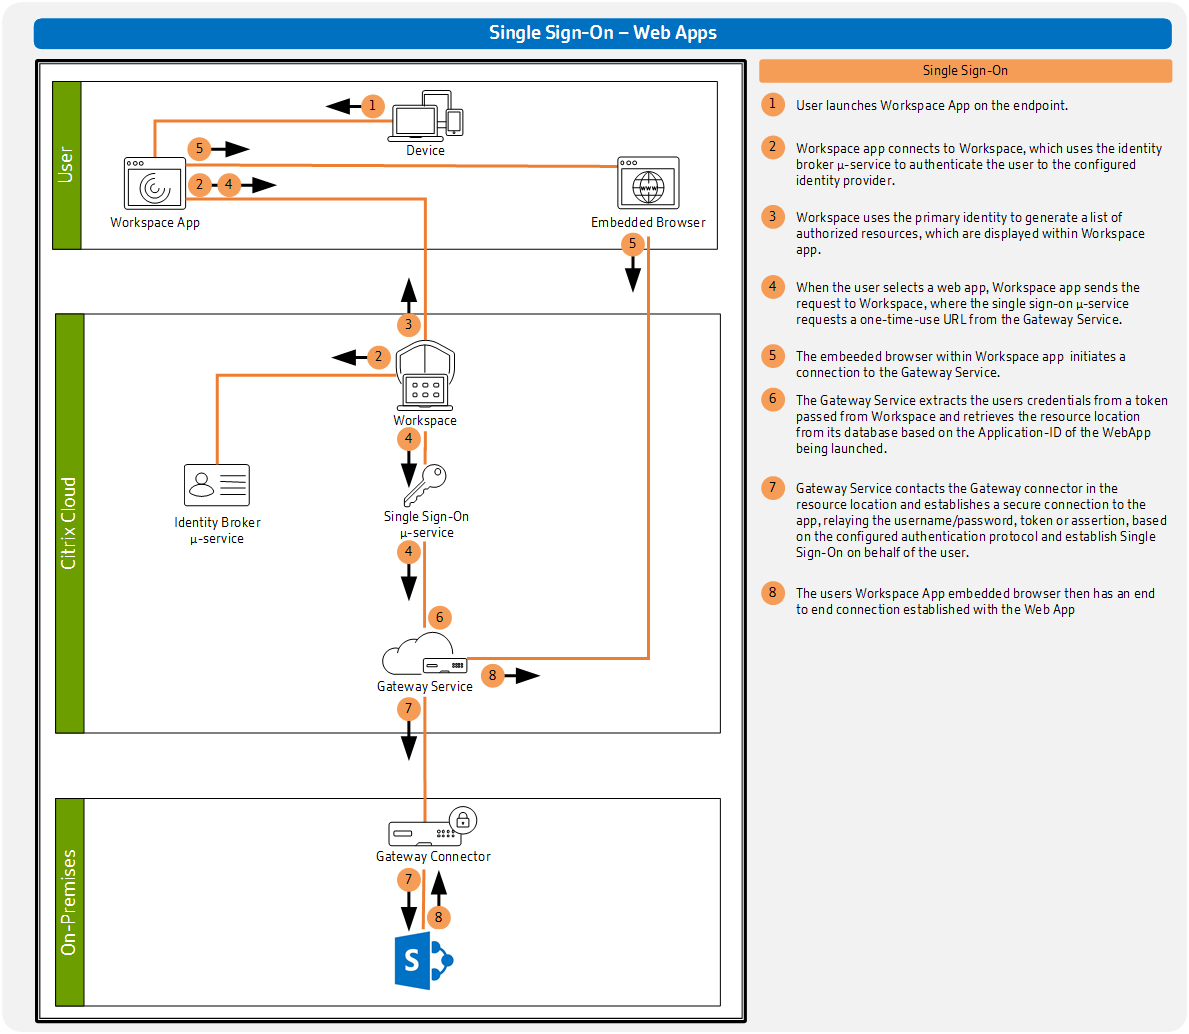 Single Sign-On – Web Apps
User
1
Device
5
2
4
Workspace App
www
Embedded Browser
5
Citrix Cloud
3
2
Workspace
4
Identity Broker
μ-service
Single Sign-On
μ-service
4
6
Gateway Service
8
7
On-Premises
Gateway Connector
7
8
S
Single Sign-On
1 User launches Workspace App on the endpoint.
2 Workspace app connects to Workspace, which uses the identity
broker μ-service to authenticate the user to the configured
identity provider.
3 Workspace uses the primary identity to generate a list of
authorized resources, which are displayed within Workspace
app.
4 When the user selects a web app, Workspace app sends the
request to Workspace, where the single sign-on μ-service
requests a one-time-use URL from the Gateway Service.
5 The embeeded browser within Workspace app initiates a
connection to the Gateway Service.
6 The Gateway Service extracts the users credentials from a token
passed from Workspace and retrieves the resource location
from its database based on the Application-ID of the WebApp
being launched.
7 Gateway Service contacts the Gateway connector in the
resource location and establishes a secure connection to the
app, relaying the username/password, token or assertion, based
on the configured authentication protocol and establish Single
Sign-On on behalf of the user.
8 The users Workspace App embedded browser then has an end
to end connection established with the Web App